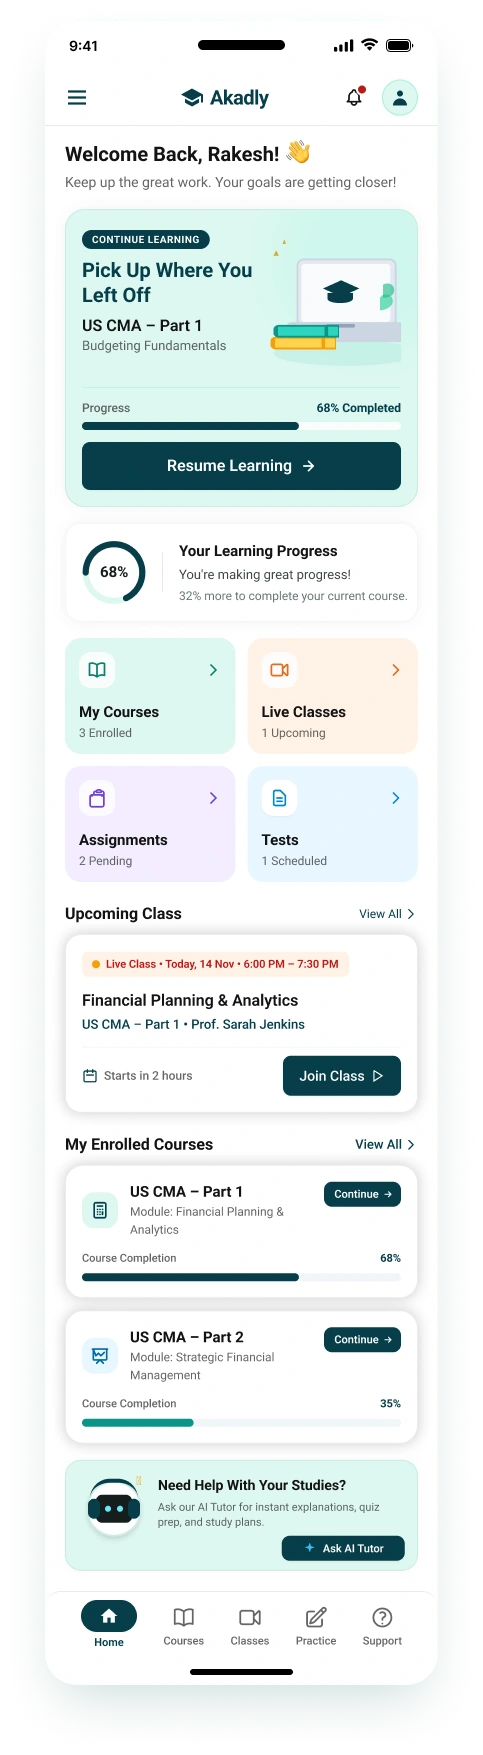 9:41
Akadly
Welcome Back, Rakesh! 👋
Keep up the great work. Your goals are getting closer!
CONTINUE LEARNING
Pick Up Where You
Left Off
US CMA – Part 1
Budgeting Fundamentals
Progress
68% Completed
Resume Learning →
68%
Your Learning Progress
You're making great progress!
32% more to complete your current course.
My Courses
3 Enrolled
Live Classes
1 Upcoming
Assignments
2 Pending
Tests
1 Scheduled
Upcoming Class
View All
Live Class • Today, 14 Nov • 6:00 PM – 7:30 PM
Financial Planning & Analytics
US CMA – Part 1 • Prof. Sarah Jenkins
Starts in 2 hours
Join Class
My Enrolled Courses
View All
US CMA – Part 1
Continue →
Module: Financial Planning &
Analytics
Course Completion
68%
US CMA – Part 2
Continue →
Module: Strategic Financial
Management
Course Completion
35%
Need Help With Your Studies?
Ask our AI Tutor for instant explanations, quiz
prep, and study plans.
Ask AI Tutor
Home
Courses
Classes
Practice
Support